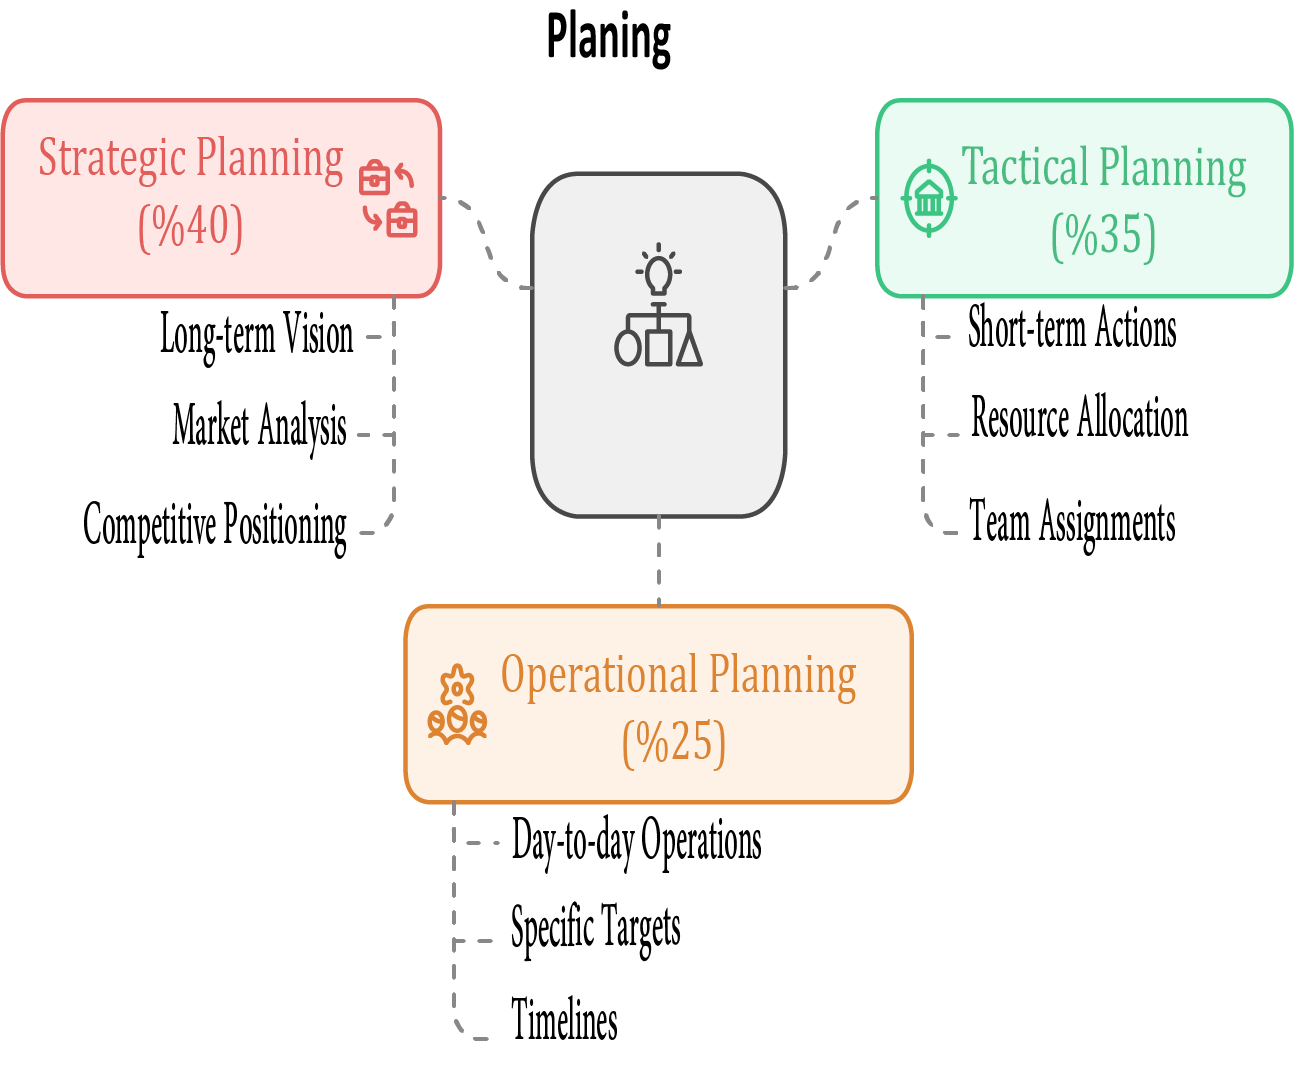 Planing
Strategic Planning
(%40)
Long-term Vision
Market Analysis
Competitive Positioning
Tactical Planning
(%35)
Short-term Actions
Resource Allocation
Team Assignments
Operational Planning
(%25)
Day-to-day Operations
Specific Targets
Timelines